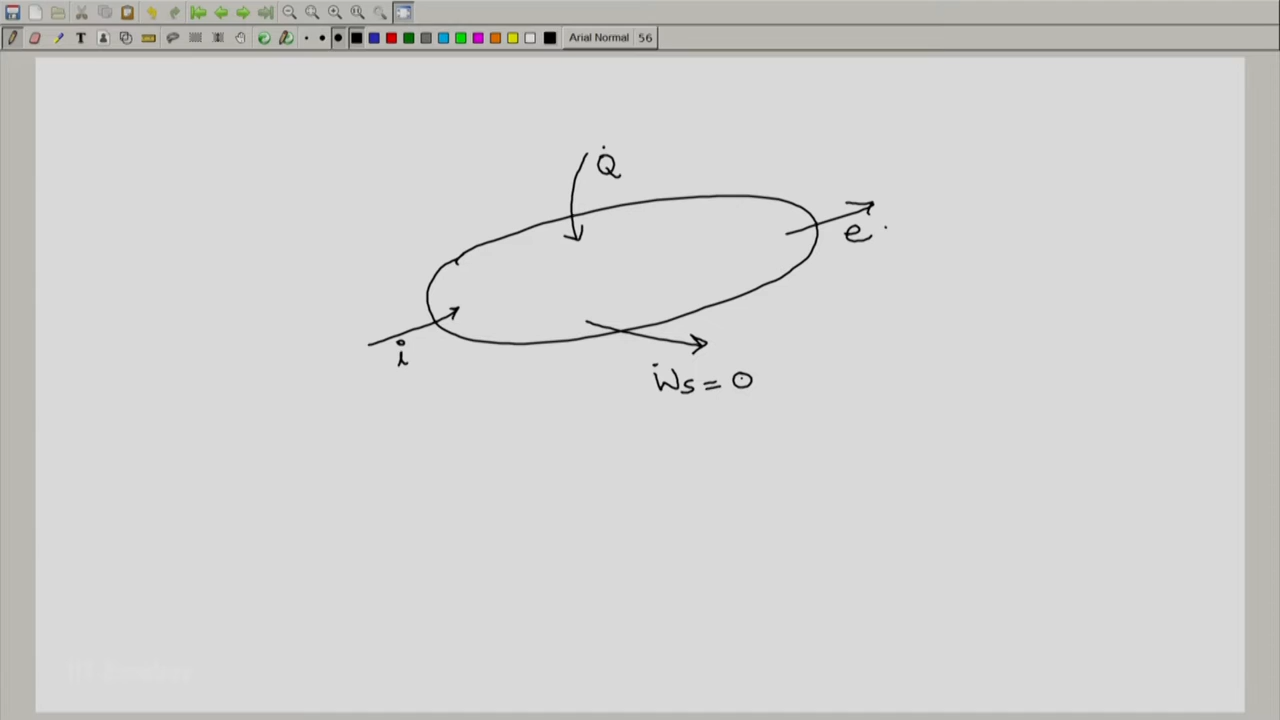 Arial Normal 56
Q̇
e
i
Ẇs = 0